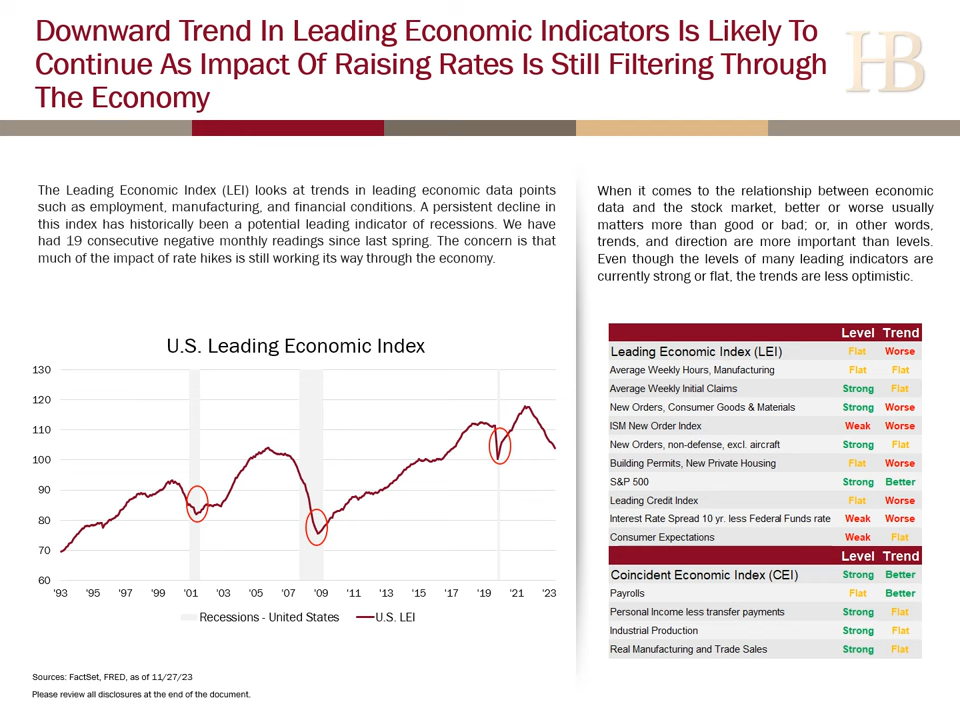 Downward Trend In Leading Economic Indicators Is Likely To
Continue As Impact Of Raising Rates Is Still Filtering Through
The Economy
HB
The Leading Economic Index (LEI) looks at trends in leading economic data points
such as employment, manufacturing, and financial conditions. A persistent decline in
this index has historically been a potential leading indicator of recessions. We have
had 19 consecutive negative monthly readings since last spring. The concern is that
much of the impact of rate hikes is still working its way through the economy.
U.S. Leading Economic Index
130
120
110
100
90
80
70
60
'93 '95 '97 '99 '01 '03 '05 '07 '09 '11 '13 '15 '17 '19 '21 '23
Recessions - United States U.S. LEI
When it comes to the relationship between economic
data and the stock market, better or worse usually
matters more than good or bad; or, in other words,
trends, and direction are more important than levels.
Even though the levels of many leading indicators are
currently strong or flat, the trends are less optimistic.
Level Trend
Leading Economic Index (LEI) Flat Worse
Average Weekly Hours, Manufacturing Flat Flat
Average Weekly Initial Claims Strong Flat
New Orders, Consumer Goods & Materials Strong Worse
ISM New Order Index Weak Worse
New Orders, non-defense, excl. aircraft Strong Flat
Building Permits, New Private Housing Flat Worse
S&P 500 Strong Better
Leading Credit Index Flat Worse
Interest Rate Spread 10 yr. less Federal Funds rate Weak Worse
Consumer Expectations Weak Flat
Level Trend
Coincident Economic Index (CEI) Strong Better
Payrolls Flat Better
Personal Income less transfer payments Strong Flat
Industrial Production Strong Flat
Real Manufacturing and Trade Sales Strong Flat
Sources: FactSet, FRED, as of 11/27/23
Please review all disclosures at the end of the document.